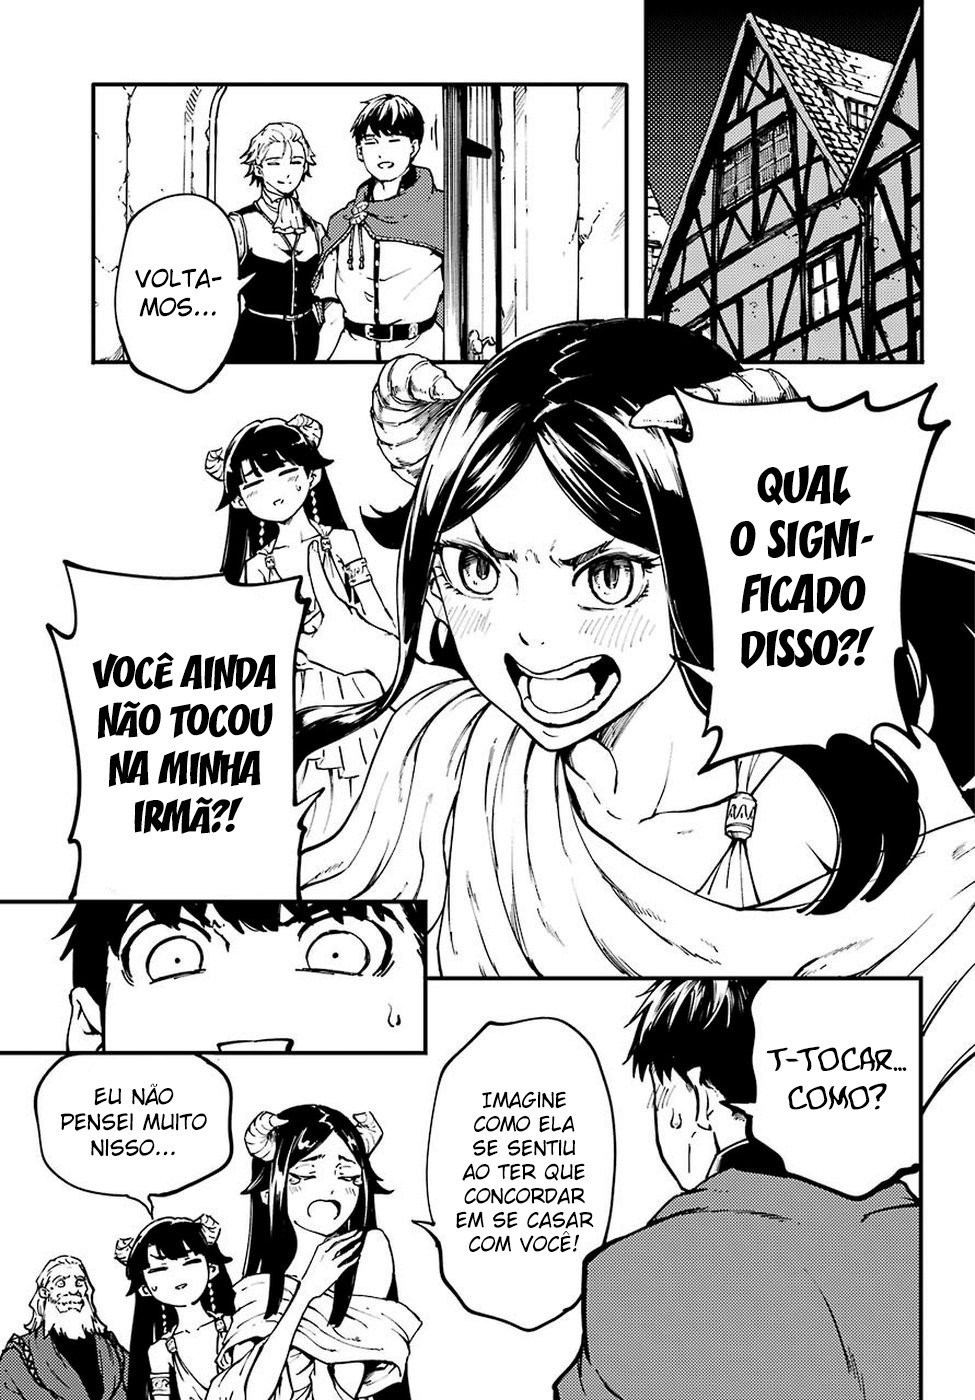 VOLTA-
MOS...
QUAL
O SIGNI-
FICADO
DISSO?!
VOCÊ AINDA
NÃO TOCOU
NA MINHA
IRMÃ?!
T-TOCAR...
COMO?
IMAGINE
COMO ELA
SE SENTIU
AO TER QUE
CONCORDAR
EM SE CASAR
COM VOCÊ!
EU NÃO
PENSEI MUITO
NISSO...